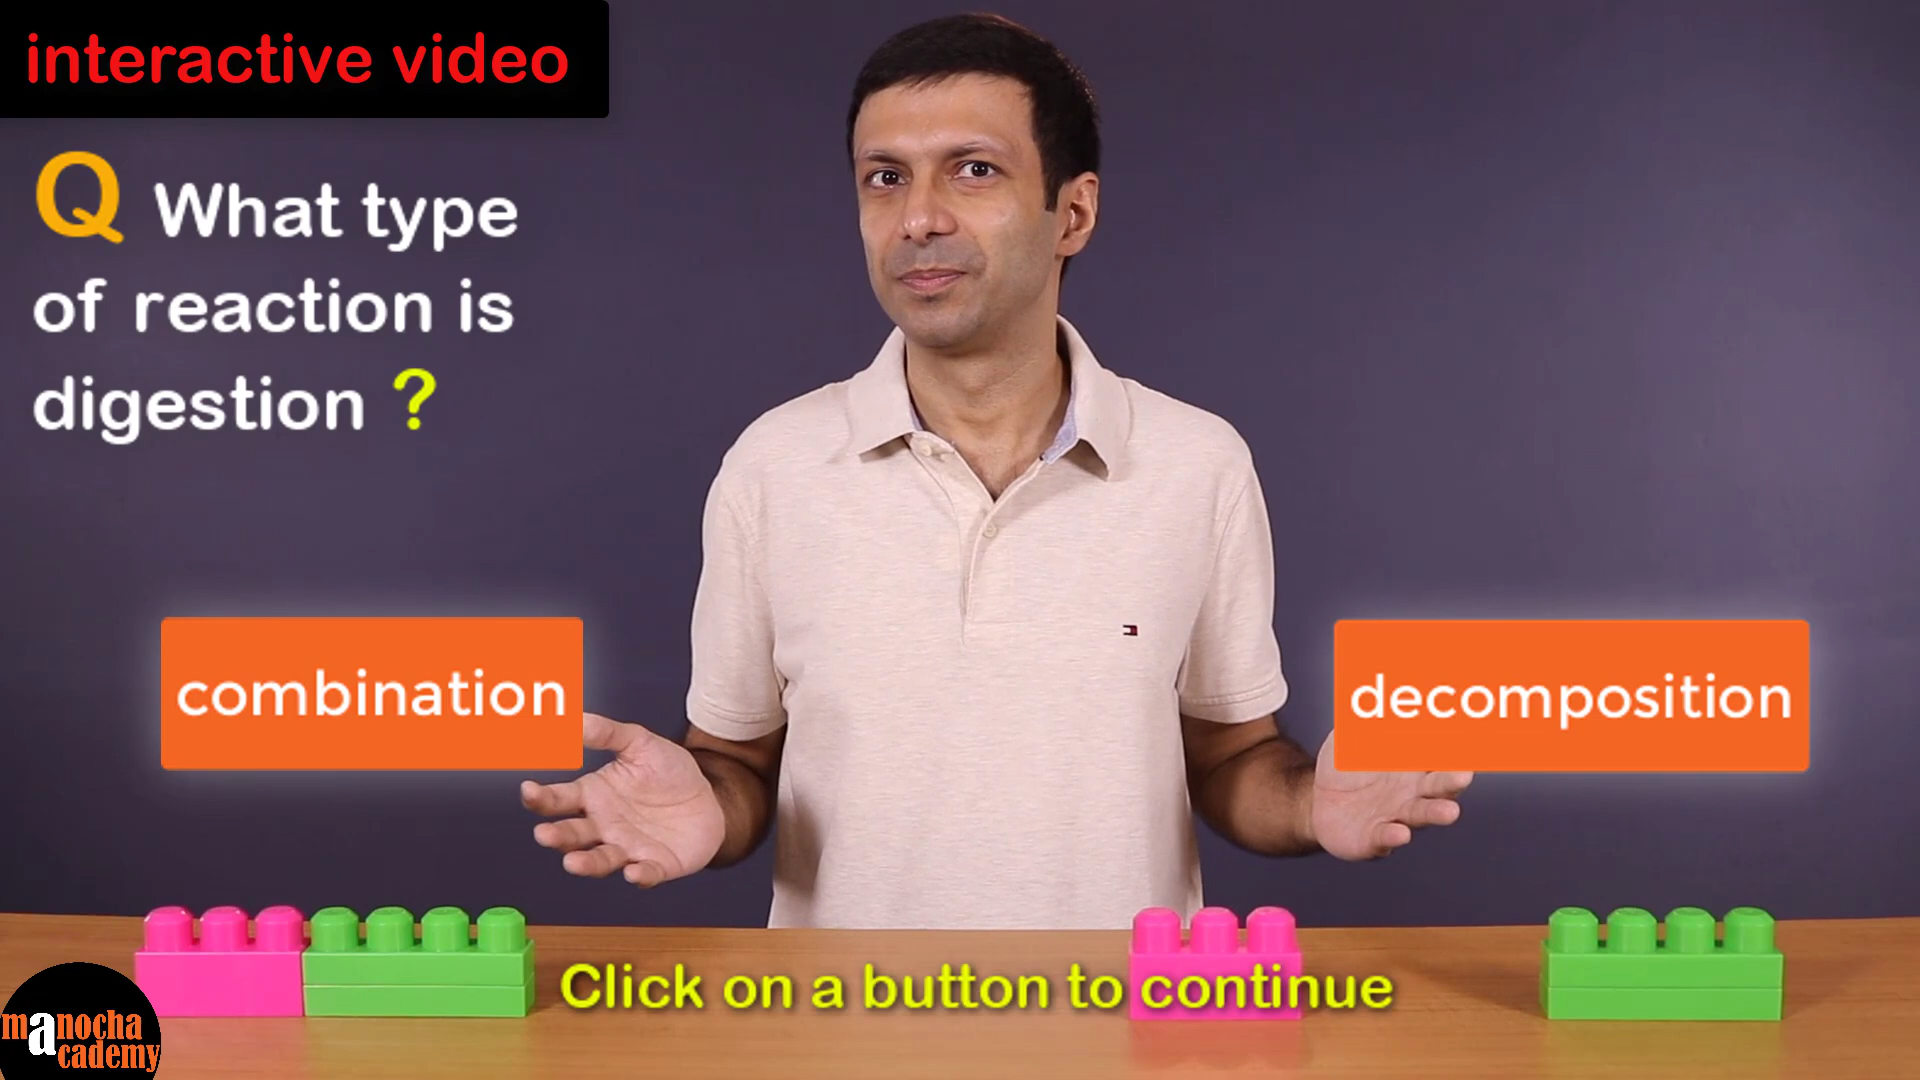 interactive video
Q What type
of reaction is
digestion ?
combination
decomposition
Click on a button to continue
manocha
academy